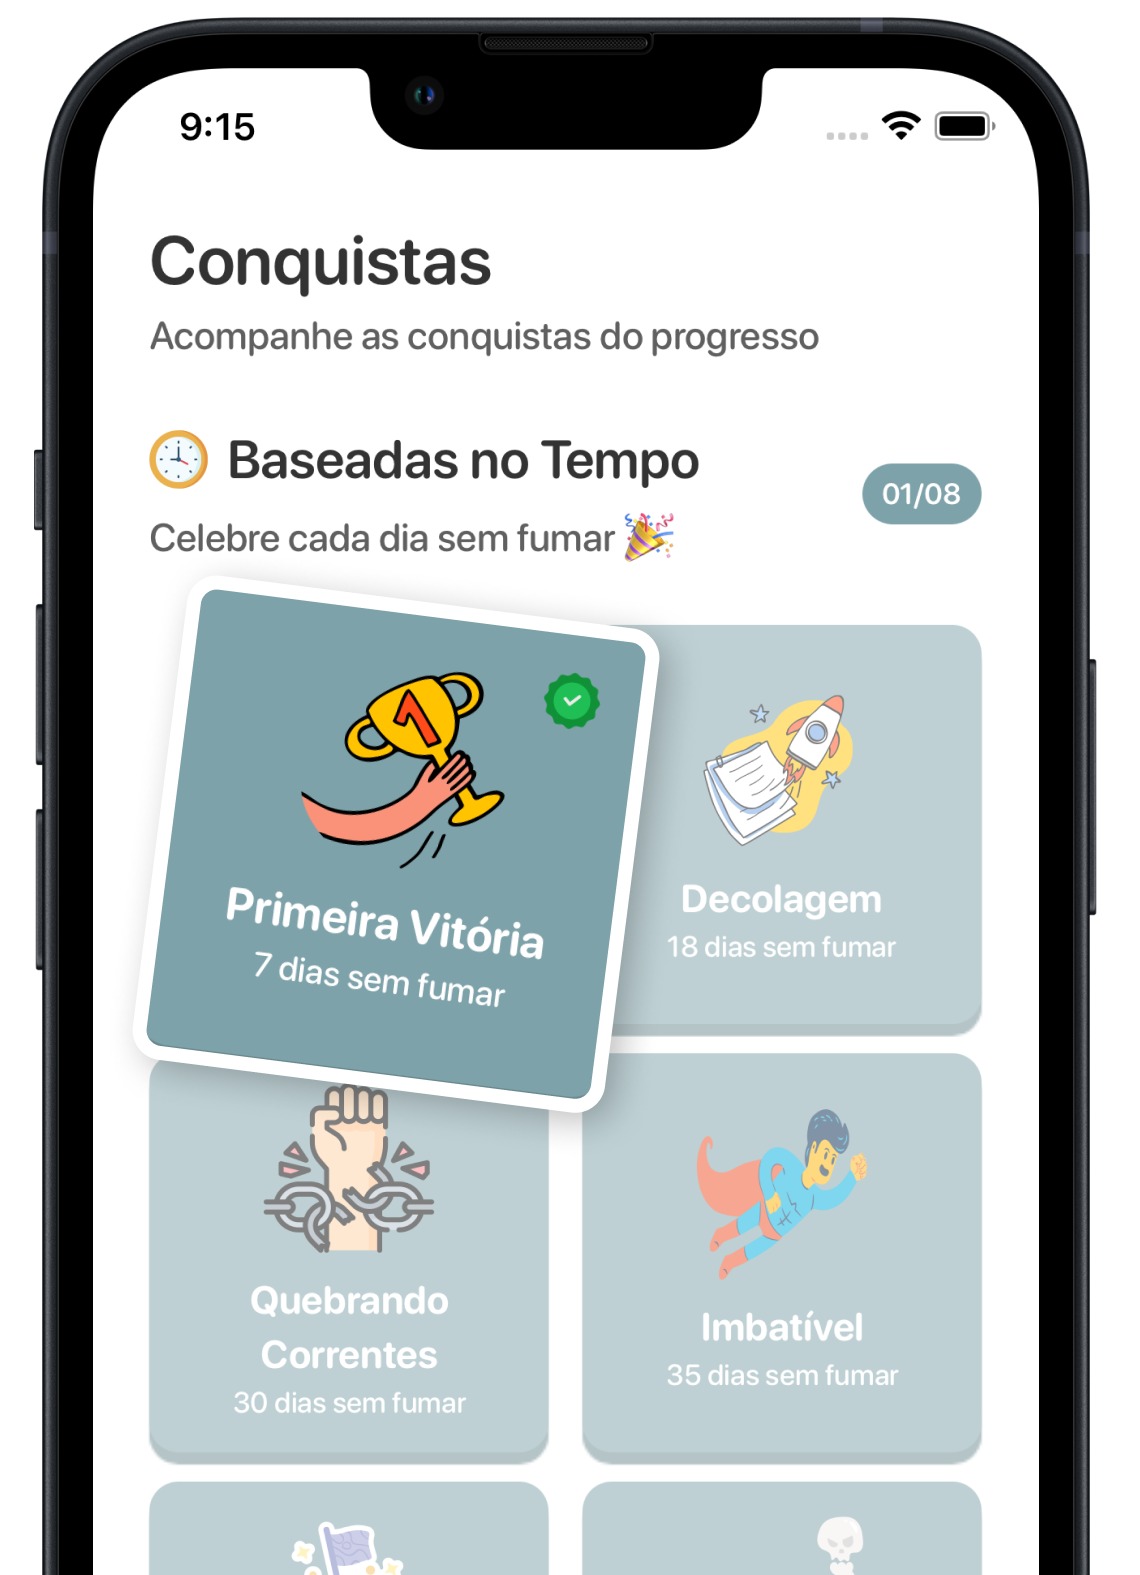 9:15
Conquistas
Acompanhe as conquistas do progresso
Baseadas no Tempo
01/08
Celebre cada dia sem fumar
1
Primeira Vitória
7 dias sem fumar
Decolagem
18 dias sem fumar
Quebrando
Correntes
30 dias sem fumar
Imbatível
35 dias sem fumar